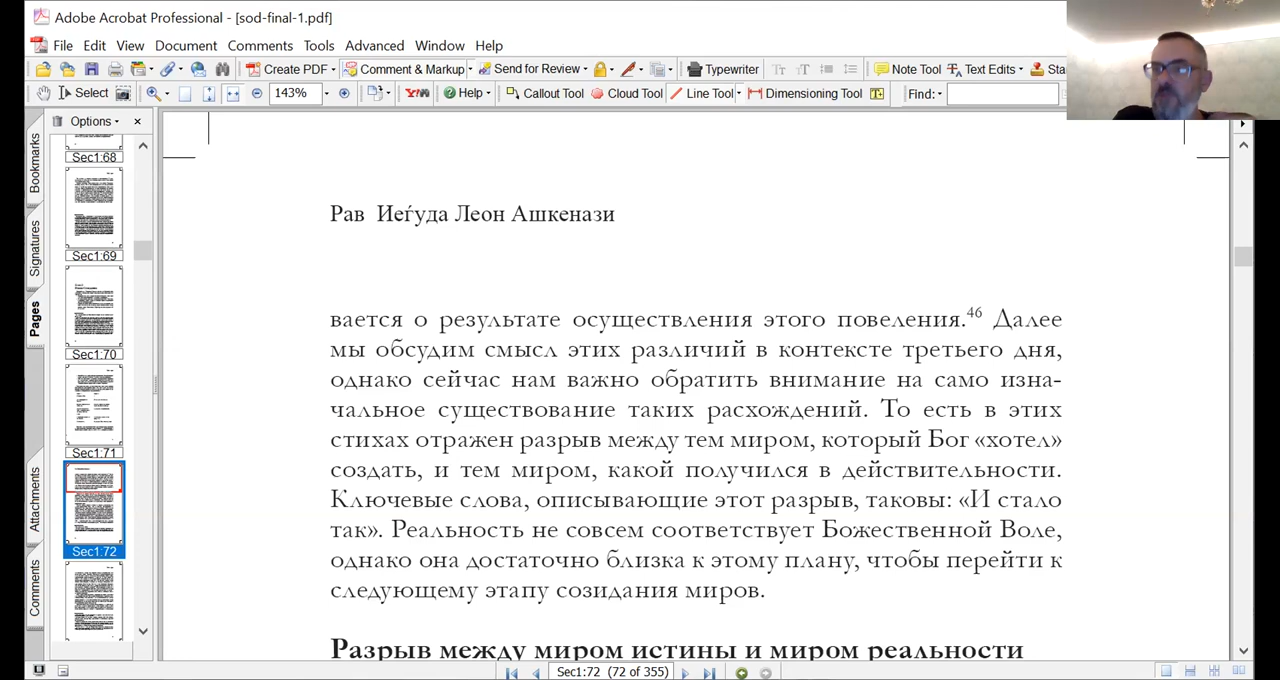 Adobe Acrobat Professional - [sod-final-1.pdf]
File Edit View Document Comments Tools Advanced Window Help
Create PDF Comment & Markup Send for Review Typewriter Note Tool Text Edits Sta
Select 143% Help Callout Tool Cloud Tool Line Tool Dimensioning Tool Find:
Options
Bookmarks
Signatures
Pages
Attachments
Comments
Sec1:68
Sec1:69
Sec1:70
Sec1:71
Sec1:72
Рав Иеѓуда Леон Ашкенази
вается о результате осуществления этого повеления.46 Далее
мы обсудим смысл этих различий в контексте третьего дня,
однако сейчас нам важно обратить внимание на само изна-
чальное существование таких расхождений. То есть в этих
стихах отражен разрыв между тем миром, который Бог «хотел»
создать, и тем миром, какой получился в действительности.
Ключевые слова, описывающие этот разрыв, таковы: «И стало
так». Реальность не совсем соответствует Божественной Воле,
однако она достаточно близка к этому плану, чтобы перейти к
следующему этапу созидания миров.
Разрыв между миром истины и миром реальности
Sec1:72 (72 of 355)